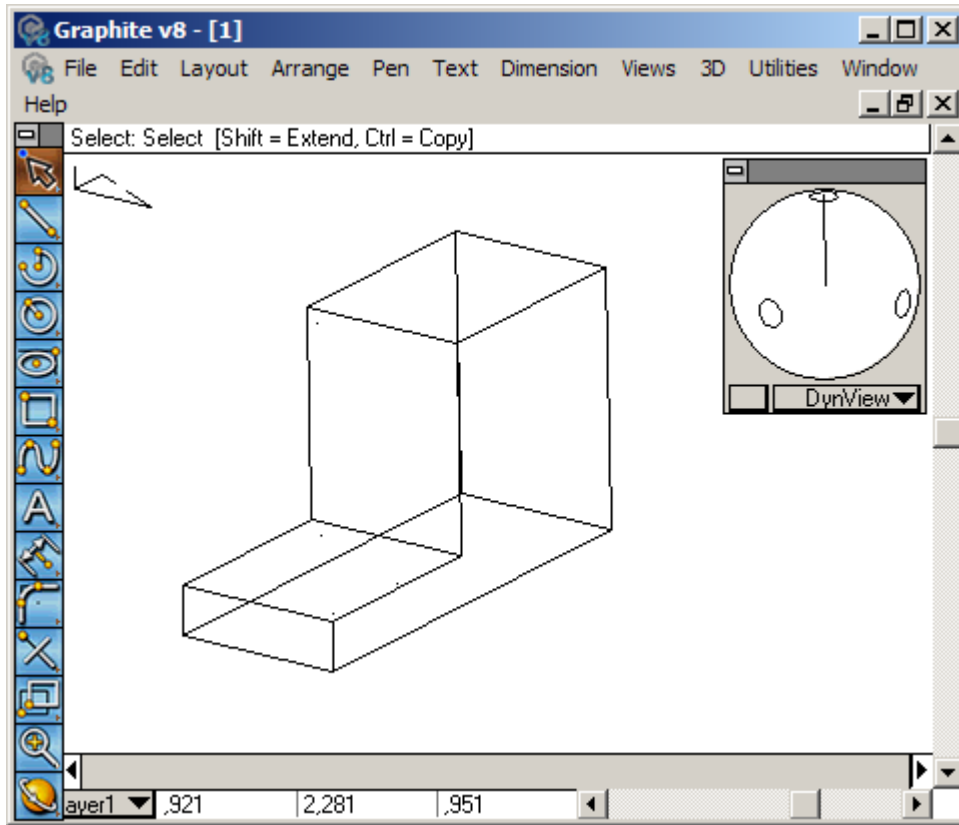 Graphite v8 - [1]
File Edit Layout Arrange Pen Text Dimension Views 3D Utilities Window
Help
Select: Select [Shift = Extend, Ctrl = Copy]
DynView
ayer1 ,921 2,281 ,951